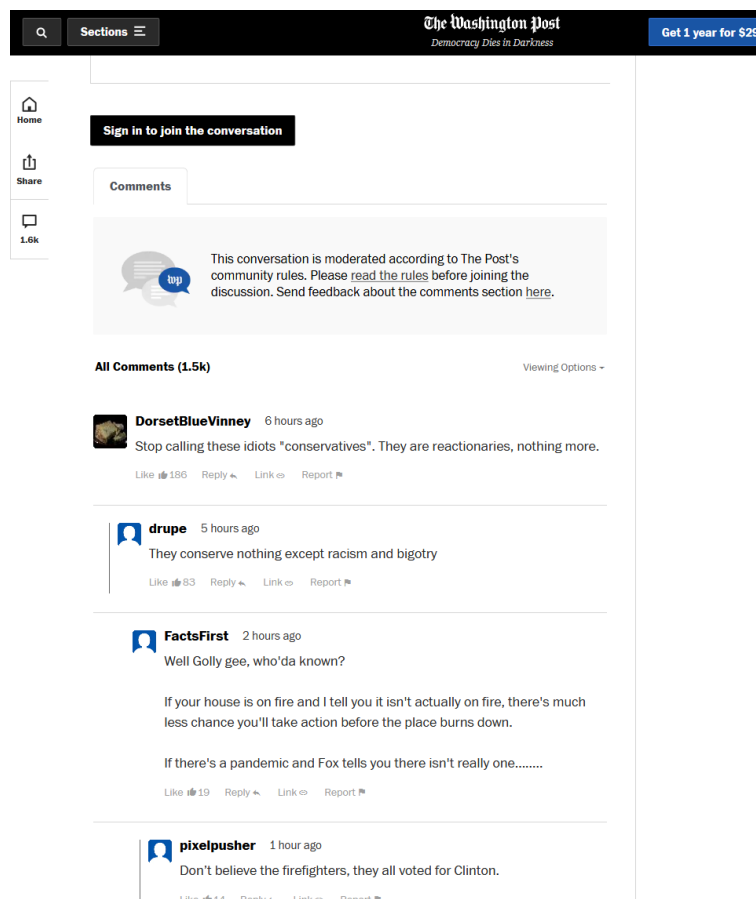 Sections
The Washington Post
Democracy Dies in Darkness
Get 1 year for $29
Home
Share
1.6k
Sign in to join the conversation
Comments
wp
This conversation is moderated according to The Post's
community rules. Please read the rules before joining the
discussion. Send feedback about the comments section here.
All Comments (1.5k)
Viewing Options
DorsetBlueVinney 6 hours ago
Stop calling these idiots "conservatives". They are reactionaries, nothing more.
Like 186 Reply Link Report
drupe 5 hours ago
They conserve nothing except racism and bigotry
Like 83 Reply Link Report
FactsFirst 2 hours ago
Well Golly gee, who'da known?
If your house is on fire and I tell you it isn't actually on fire, there's much
less chance you'll take action before the place burns down.
If there's a pandemic and Fox tells you there isn't really one........
Like 19 Reply Link Report
pixelpusher 1 hour ago
Don't believe the firefighters, they all voted for Clinton.
Like Reply Link Report